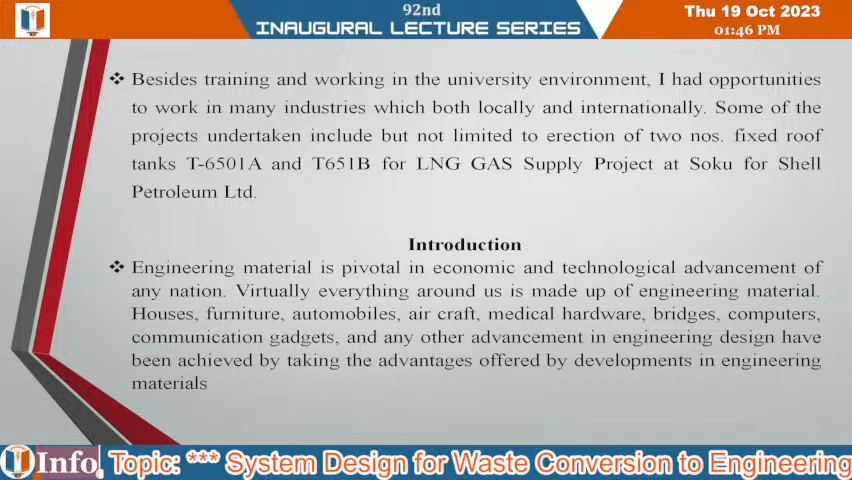 92nd
INAUGURAL LECTURE SERIES
Thu 19 Oct 2023
01:46 PM
❖ Besides training and working in the university environment, I had opportunities
to work in many industries which both locally and internationally. Some of the
projects undertaken include but not limited to erection of two nos. fixed roof
tanks T-6501A and T651B for LNG GAS Supply Project at Soku for Shell
Petroleum Ltd.
Introduction
❖ Engineering material is pivotal in economic and technological advancement of
any nation. Virtually everything around us is made up of engineering material.
Houses, furniture, automobiles, air craft, medical hardware, bridges, computers,
communication gadgets, and any other advancement in engineering design have
been achieved by taking the advantages offered by developments in engineering
materials
Info. Topic: *** System Design for Waste Conversion to Engineering